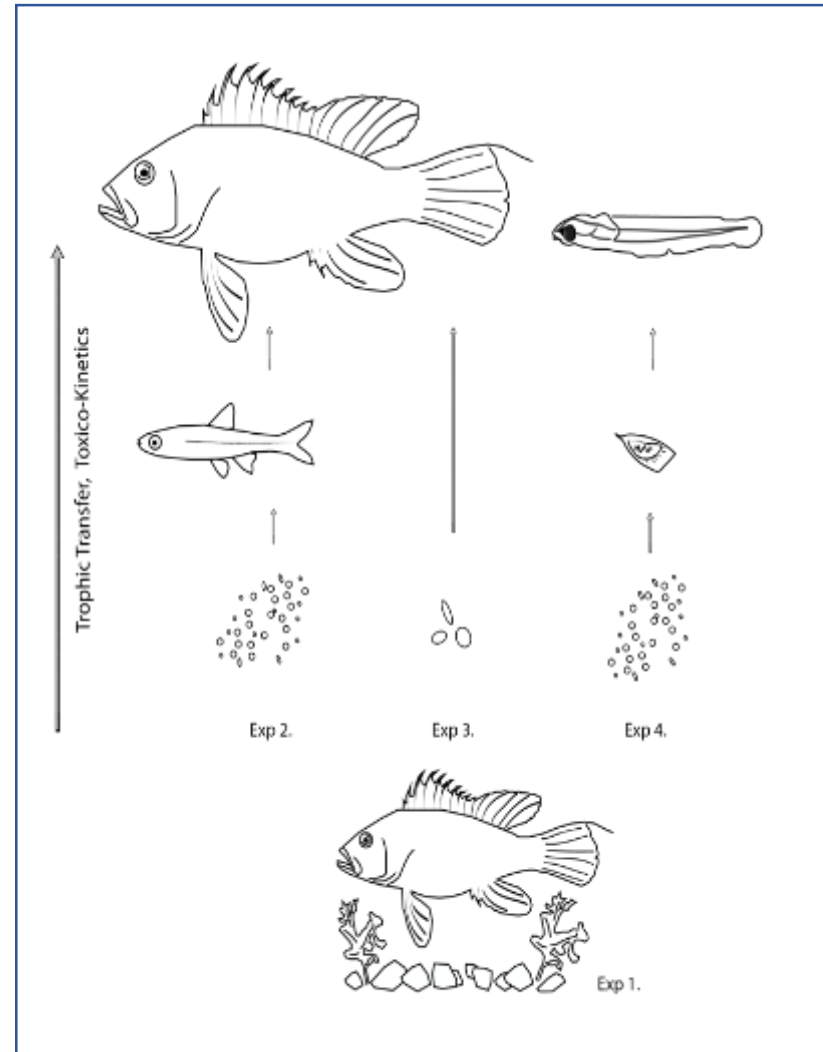 Trophic Transfer, Toxico-Kinetics
Exp 2.
Exp 3.
Exp 4.
Exp 1.